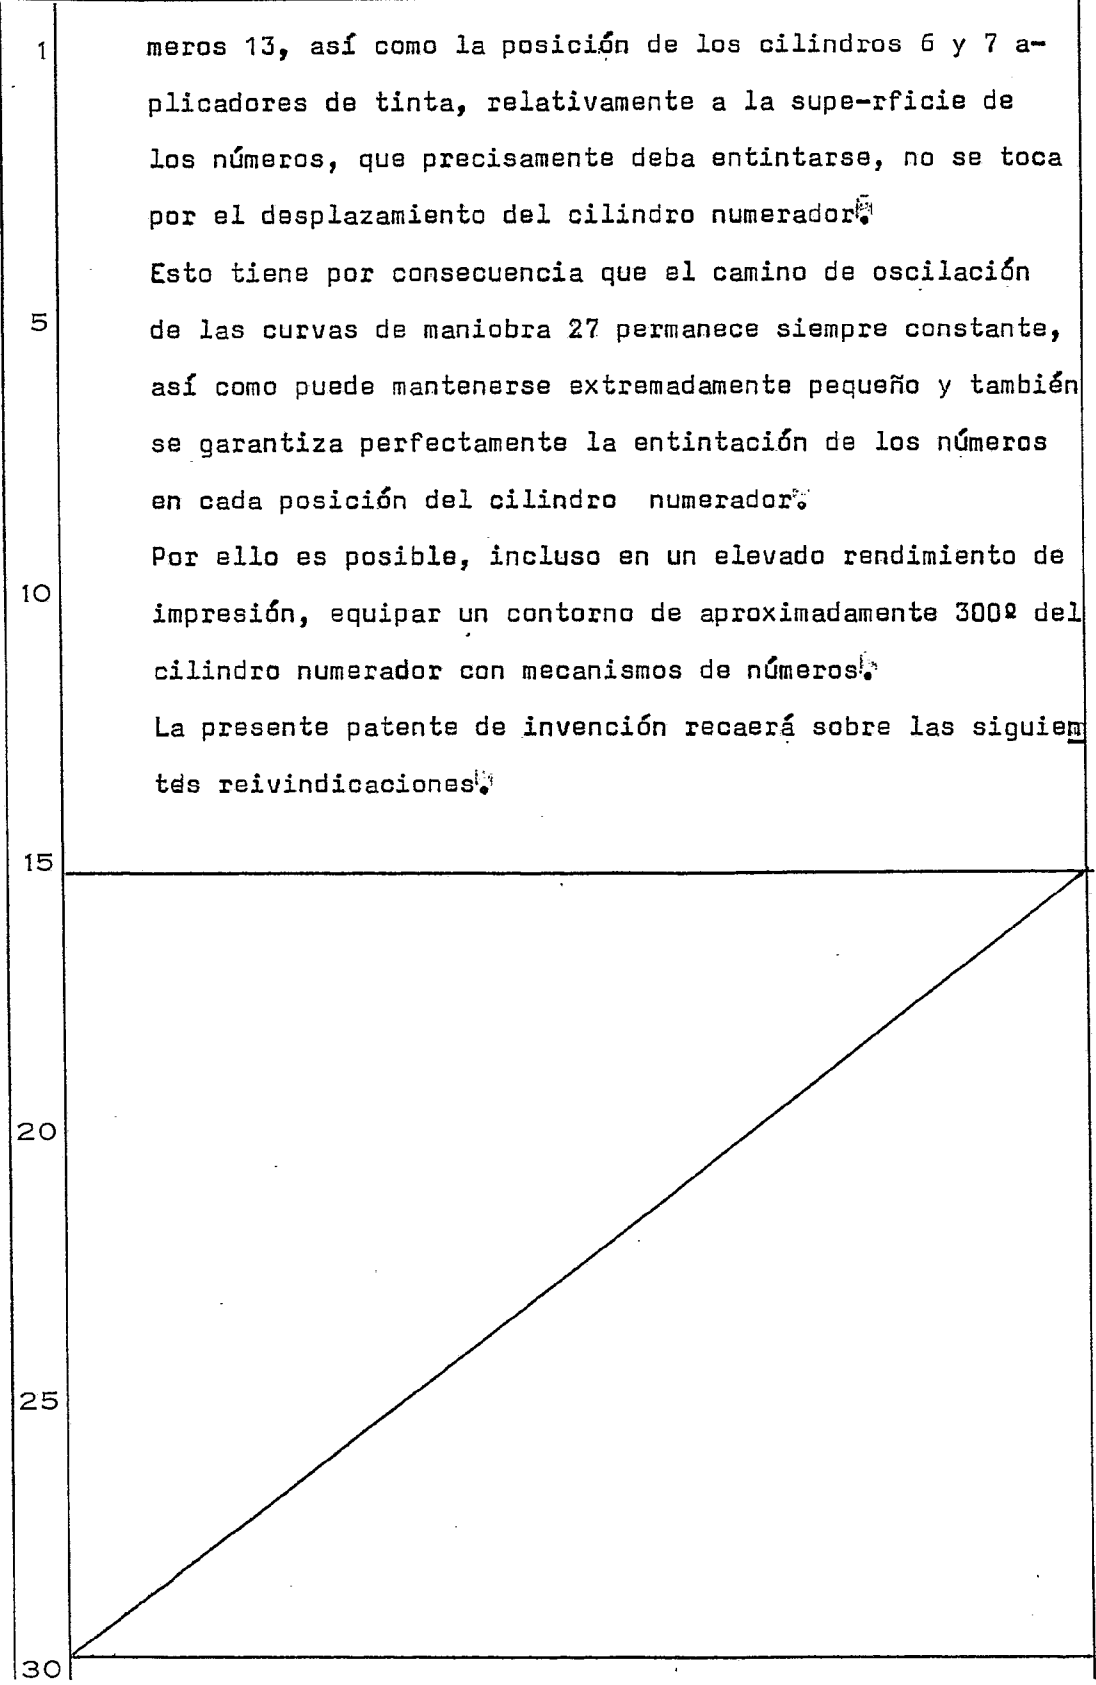 1 meros 13, así como la posición de los cilindros 6 y 7 a-
plicadores de tinta, relativamente a la supe-rficie de
los números, que precisamente deba entintarse, no se toca
por el desplazamiento del cilindro numerador.
Esto tiene por consecuencia que el camino de oscilación
5 de las curvas de maniobra 27 permanece siempre constante,
así como puede mantenerse extremadamente pequeño y también
se garantiza perfectamente la entintación de los números
en cada posición del cilindro numerador.
Por ello es posible, incluso en un elevado rendimiento de
10 impresión, equipar un contorno de aproximadamente 300º del
cilindro numerador con mecanismos de números.
La presente patente de invención recaerá sobre las siguien
tes reivindicaciones.
15
20
25
30